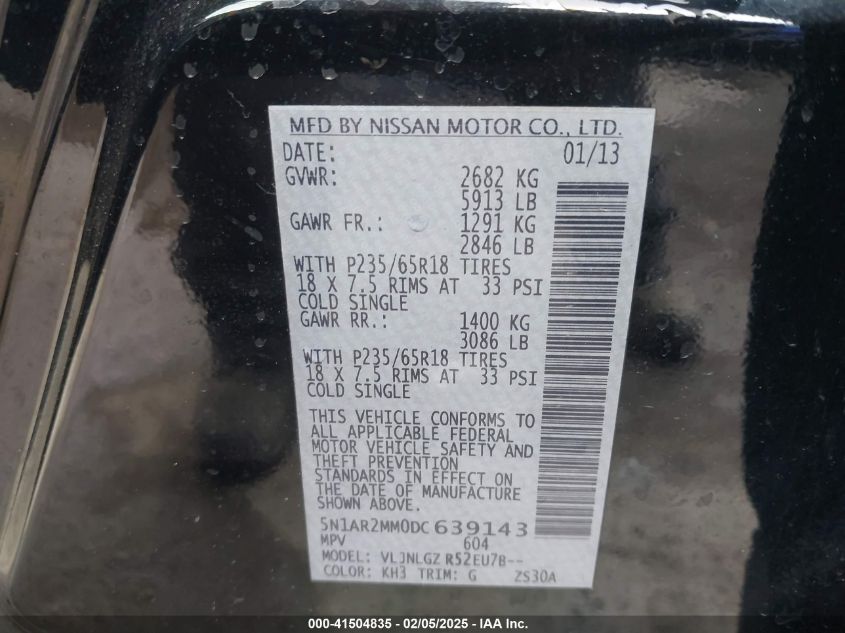 MFD BY NISSAN MOTOR CO., LTD.
DATE: 01/13
GVWR: 2682 KG
5913 LB
GAWR FR.: 1291 KG
2846 LB
WITH P235/65R18 TIRES
18 X 7.5 RIMS AT 33 PSI
COLD SINGLE
GAWR RR.: 1400 KG
3086 LB
WITH P235/65R18 TIRES
18 X 7.5 RIMS AT 33 PSI
COLD SINGLE
THIS VEHICLE CONFORMS TO
ALL APPLICABLE FEDERAL
MOTOR VEHICLE SAFETY AND
THEFT PREVENTION
STANDARDS IN EFFECT ON
THE DATE OF MANUFACTURE
SHOWN ABOVE.
5N1AR2MM0DC 639143
MPV 604
MODEL: R52EU7B--
COLOR: KH3 TRIM: G ZS30A
000-41504835 - 02/05/2025 - IAA Inc.